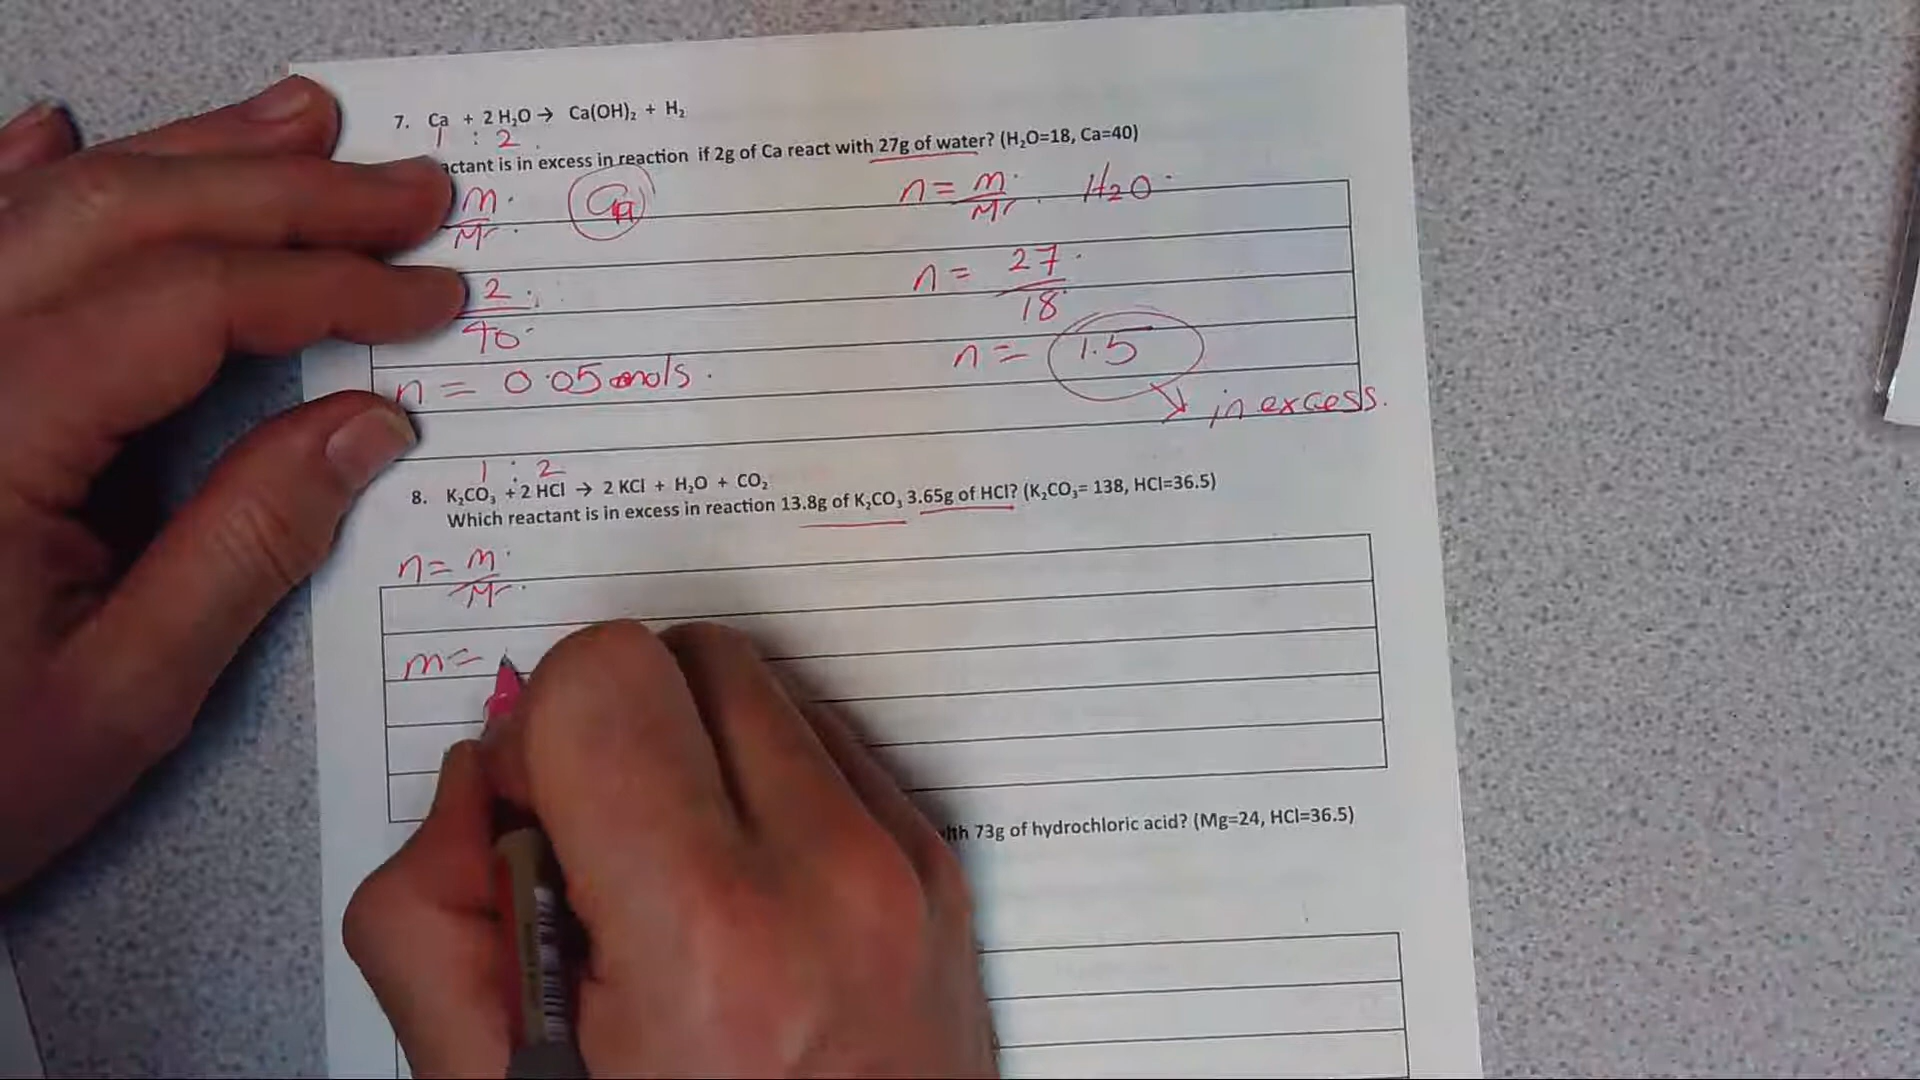 7. Ca + 2 H₂O → Ca(OH)₂ + H₂
1 : 2
actant is in excess in reaction if 2g of Ca react with 27g of water? (H₂O=18, Ca=40)
m Ca n = m H₂O
Mr Mr
2 n = 27
40 18
n = 0.05 mols. n = 1.5
in excess.
1 : 2
8. K₂CO₃ + 2 HCl → 2 KCl + H₂O + CO₂
Which reactant is in excess in reaction 13.8g of K₂CO₃ 3.65g of HCl? (K₂CO₃= 138, HCl=36.5)
n = m
Mr
m =
73g of hydrochloric acid? (Mg=24, HCl=36.5)